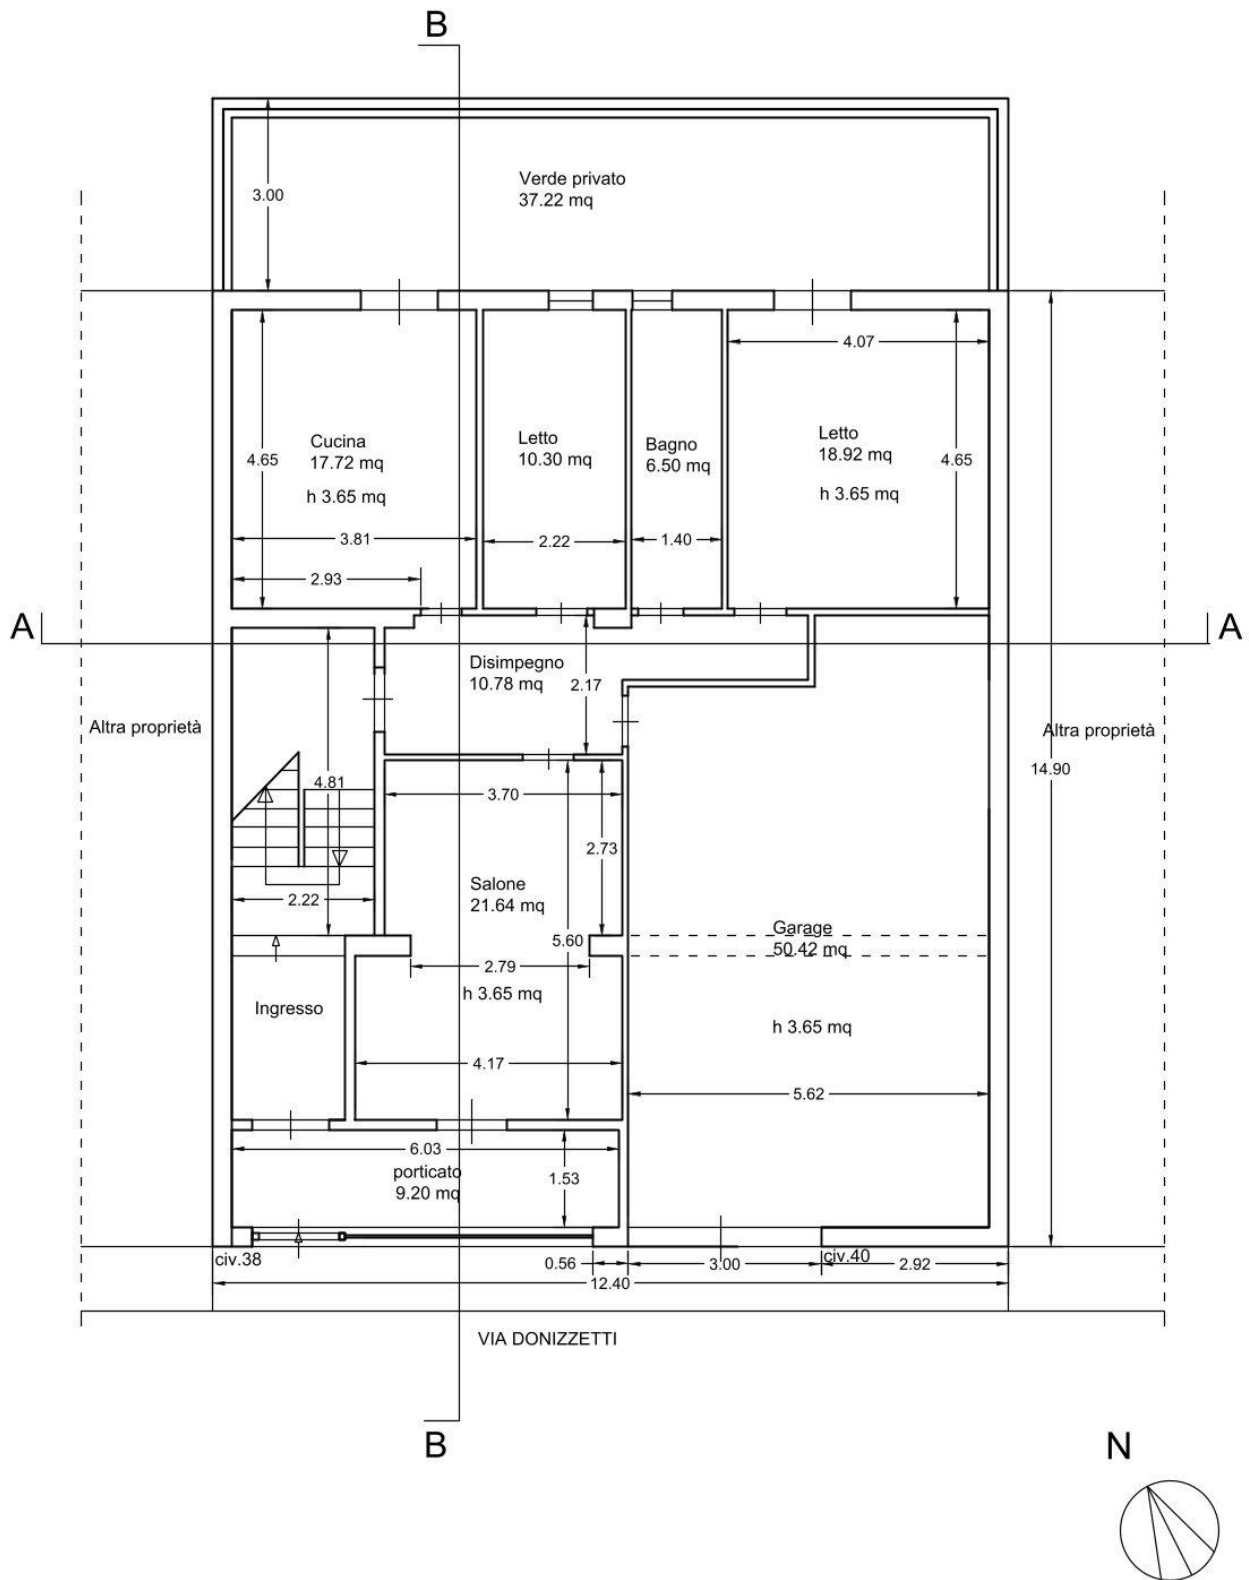 B
Verde privato
37.22 mq
3.00
4.07
Cucina
17.72 mq
h 3.65 mq
4.65
Letto
10.30 mq
Bagno
6.50 mq
Letto
18.92 mq
h 3.65 mq
4.65
3.81
2.22
1.40
2.93
A
A
Disimpegno
10.78 mq
2.17
Altra proprietà
Altra proprietà
14.90
4.81
3.70
2.73
2.22
Salone
21.64 mq
5.60
2.79
h 3.65 mq
Garage
50.42 mq
h 3.65 mq
Ingresso
4.17
5.62
6.03
porticato
9.20 mq
1.53
civ.38
0.56
3.00
civ.40
2.92
12.40
VIA DONIZZETTI
B
N